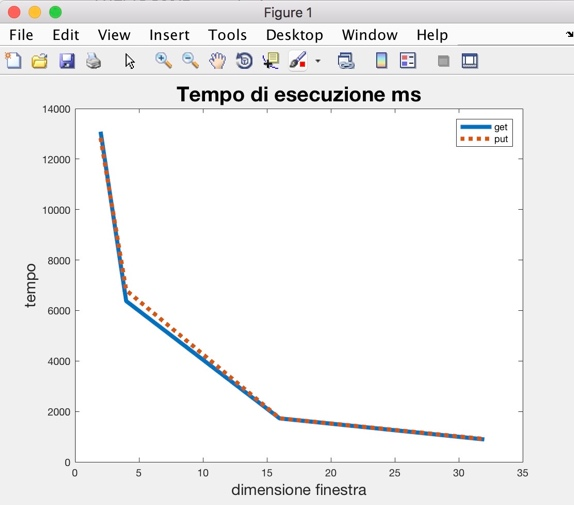 Figure 1
File Edit View Insert Tools Desktop Window Help
Tempo di esecuzione ms
get
put
14000
12000
10000
8000
6000
4000
2000
0
tempo
0 5 10 15 20 25 30 35
dimensione finestra